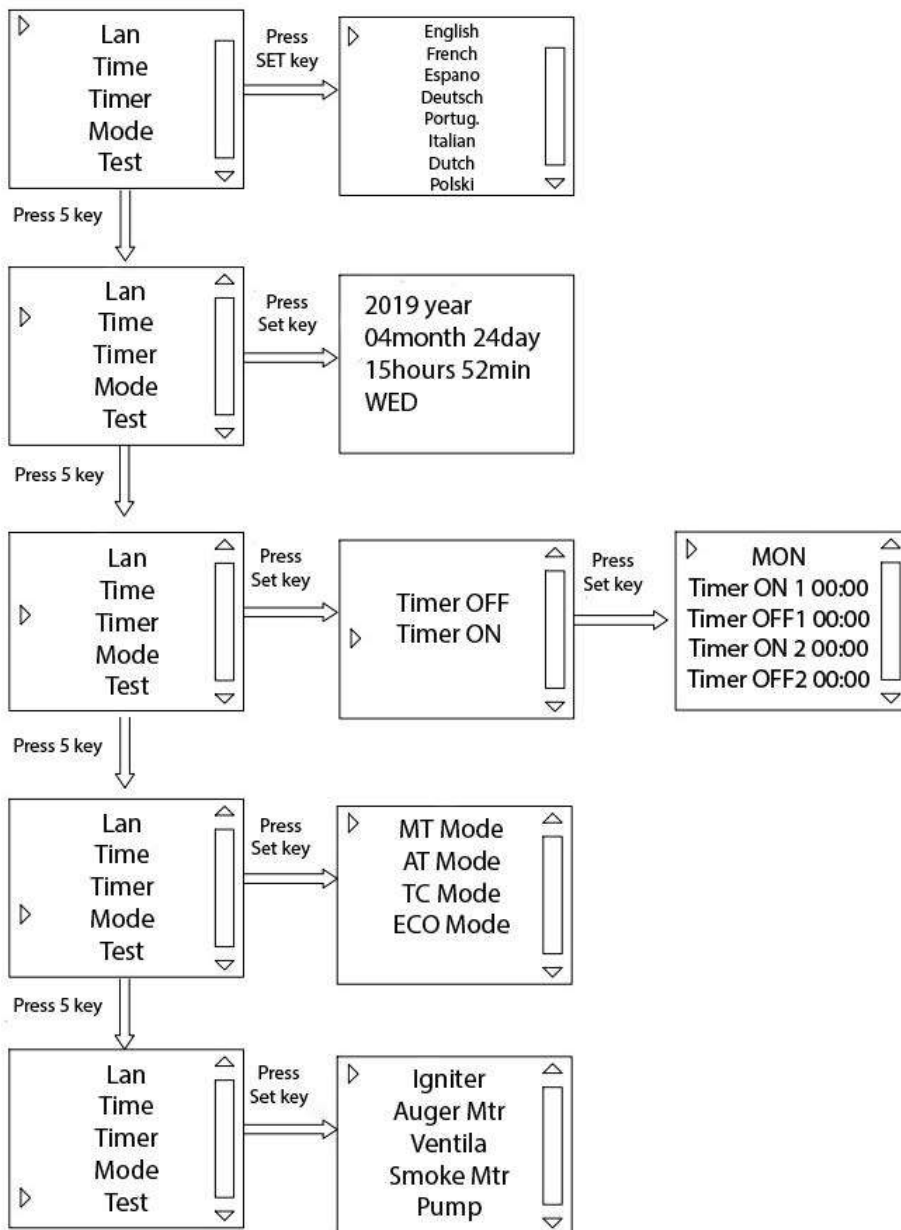 Lan
Time
Timer
Mode
Test
Press
SET key
English
French
Espano
Deutsch
Portug.
Italian
Dutch
Polski
Press 5 key
Lan
Time
Timer
Mode
Test
Press
Set key
2019 year
04month 24day
15hours 52min
WED
Press 5 key
Lan
Time
Timer
Mode
Test
Press
Set key
Timer OFF
Timer ON
Press
Set key
MON
Timer ON 1 00:00
Timer OFF1 00:00
Timer ON 2 00:00
Timer OFF2 00:00
Press 5 key
Lan
Time
Timer
Mode
Test
Press
Set key
MT Mode
AT Mode
TC Mode
ECO Mode
Press 5 key
Lan
Time
Timer
Mode
Test
Press
Set key
Igniter
Auger Mtr
Ventila
Smoke Mtr
Pump